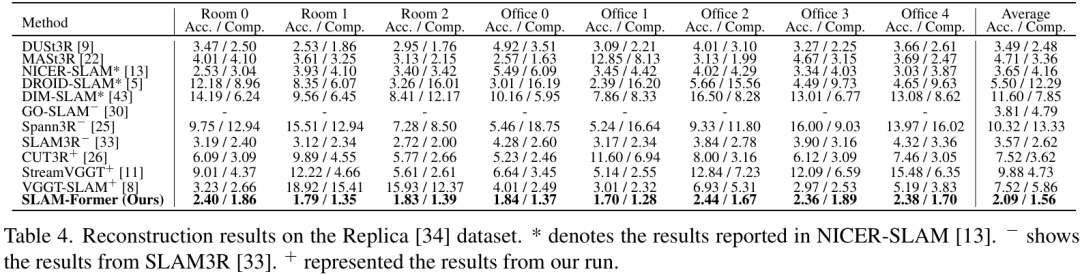 Method Room 0 Room 1 Room 2 Office 0 Office 1 Office 2 Office 3 Office 4 Average
Acc. / Comp. Acc. / Comp. Acc. / Comp. Acc. / Comp. Acc. / Comp. Acc. / Comp. Acc. / Comp. Acc. / Comp. Acc. / Comp.
DUSt3R [9] 3.47 / 2.50 2.53 / 1.86 2.95 / 1.76 4.92 / 3.51 3.09 / 2.21 4.01 / 3.10 3.27 / 2.25 3.66 / 2.61 3.49 / 2.48
MASt3R [22] 4.01 / 4.10 3.61 / 3.25 3.13 / 2.15 2.57 / 1.63 12.85 / 8.13 3.13 / 1.99 4.67 / 3.15 3.69 / 2.47 4.71 / 3.36
NICER-SLAM* [13] 2.53 / 3.04 3.93 / 4.10 3.40 / 3.42 5.49 / 6.09 3.45 / 4.42 4.02 / 4.29 3.34 / 4.03 3.03 / 3.87 3.65 / 4.16
DROID-SLAM* [5] 12.18 / 8.96 8.35 / 6.07 3.26 / 16.01 3.01 / 16.19 2.39 / 16.20 5.66 / 15.56 4.49 / 9.73 4.65 / 9.63 5.50 / 12.29
DIM-SLAM* [43] 14.19 / 6.24 9.56 / 6.45 8.41 / 12.17 10.16 / 5.95 7.86 / 8.33 16.50 / 8.28 13.01 / 6.77 13.08 / 8.62 11.60 / 7.85
GO-SLAM⁻ [30] - - - - - - - - 3.81 / 4.79
Spann3R⁻ [25] 9.75 / 12.94 15.51 / 12.94 7.28 / 8.50 5.46 / 18.75 5.24 / 16.64 9.33 / 11.80 16.00 / 9.03 13.97 / 16.02 10.32 / 13.33
SLAM3R⁻ [33] 3.19 / 2.40 3.12 / 2.34 2.72 / 2.00 4.28 / 2.60 3.17 / 2.34 3.84 / 2.78 3.90 / 3.16 4.32 / 3.36 3.57 / 2.62
CUT3R⁺ [26] 6.09 / 3.09 9.89 / 4.55 5.77 / 2.66 5.23 / 2.46 11.60 / 6.94 8.00 / 3.16 6.12 / 3.09 7.46 / 3.05 7.52 /3.62
StreamVGGT⁺ [11] 9.01 / 4.37 12.22 / 4.66 5.61 / 2.61 6.64 / 3.45 5.14 / 2.55 12.84 / 7.23 12.09 / 6.59 15.48 / 6.35 9.88 4.73
VGGT-SLAM⁺ [8] 3.23 / 2.66 18.92 / 15.41 15.93 / 12.37 4.01 / 2.49 3.01 / 2.32 6.93 / 5.31 2.97 / 2.53 5.19 / 3.83 7.52 / 5.86
SLAM-Former (Ours) 2.40 / 1.86 1.79 / 1.35 1.83 / 1.39 1.84 / 1.37 1.70 / 1.28 2.44 / 1.67 2.36 / 1.89 2.38 / 1.70 2.09 / 1.56
Table 4. Reconstruction results on the Replica [34] dataset. * denotes the results reported in NICER-SLAM [13]. ⁻ shows
the results from SLAM3R [33]. ⁺ represented the results from our run.